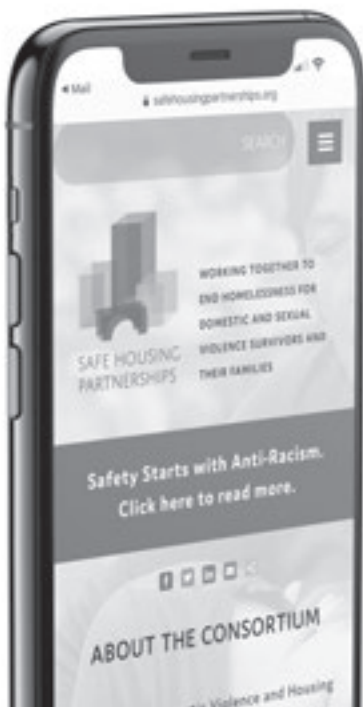 Mail
safehousingpartnerships.org
SEARCH
SAFE HOUSING
PARTNERSHIPS
WORKING TOGETHER TO
END HOMELESSNESS FOR
DOMESTIC AND SEXUAL
VIOLENCE SURVIVORS AND
THEIR FAMILIES
Safety Starts with Anti-Racism.
Click here to read more.
ABOUT THE CONSORTIUM
Violence and Housing